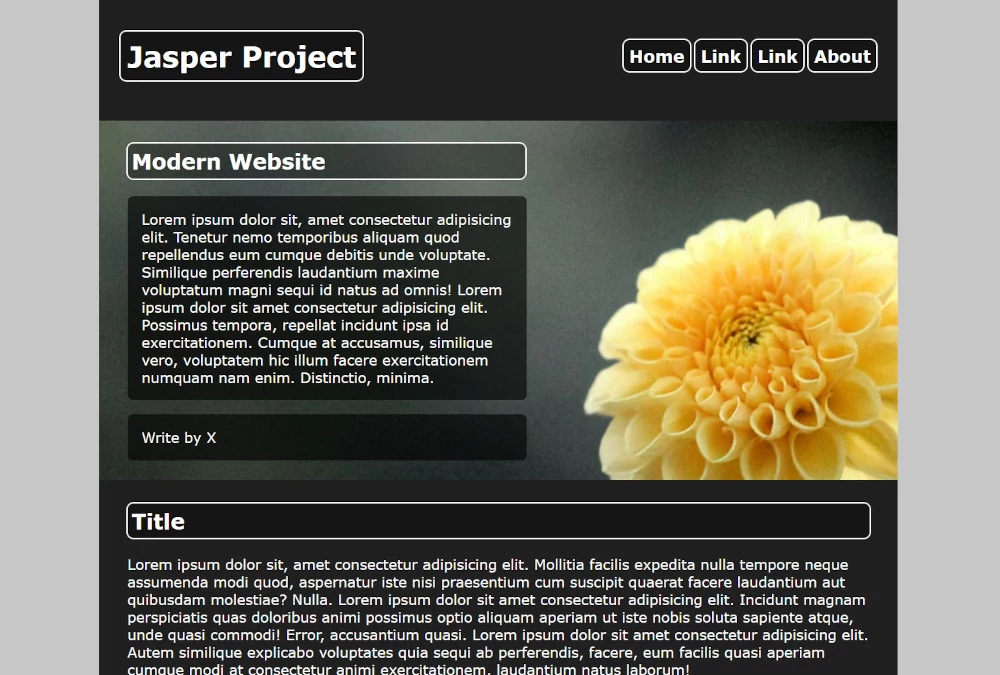 Jasper Project
Home Link Link About
Modern Website
Lorem ipsum dolor sit, amet consectetur adipisicing
elit. Tenetur nemo temporibus aliquam quod
repellendus eum cumque debitis unde voluptate.
Similique perferendis laudantium maxime
voluptatum magni sequi id natus ad omnis! Lorem
ipsum dolor sit amet consectetur adipisicing elit.
Possimus tempora, repellat incidunt ipsa id
exercitationem. Cumque at accusamus, similique
vero, voluptatem hic illum facere exercitationem
numquam nam enim. Distinctio, minima.
Write by X
Title
Lorem ipsum dolor sit, amet consectetur adipisicing elit. Mollitia facilis expedita nulla tempore neque
assumenda modi quod, aspernatur iste nisi praesentium cum suscipit quaerat facere laudantium aut
quibusdam molestiae? Nulla. Lorem ipsum dolor sit amet consectetur adipisicing elit. Incidunt magnam
perspiciatis quas doloribus animi possimus optio aliquam aperiam ut iste nobis soluta sapiente atque,
unde quasi commodi! Error, accusantium quasi. Lorem ipsum dolor sit amet consectetur adipisicing elit.
Autem similique explicabo voluptates quia sequi ab perferendis, facere, eum facilis quasi aperiam
cumque modi at consectetur animi exercitationem, laudantium natus laborum!